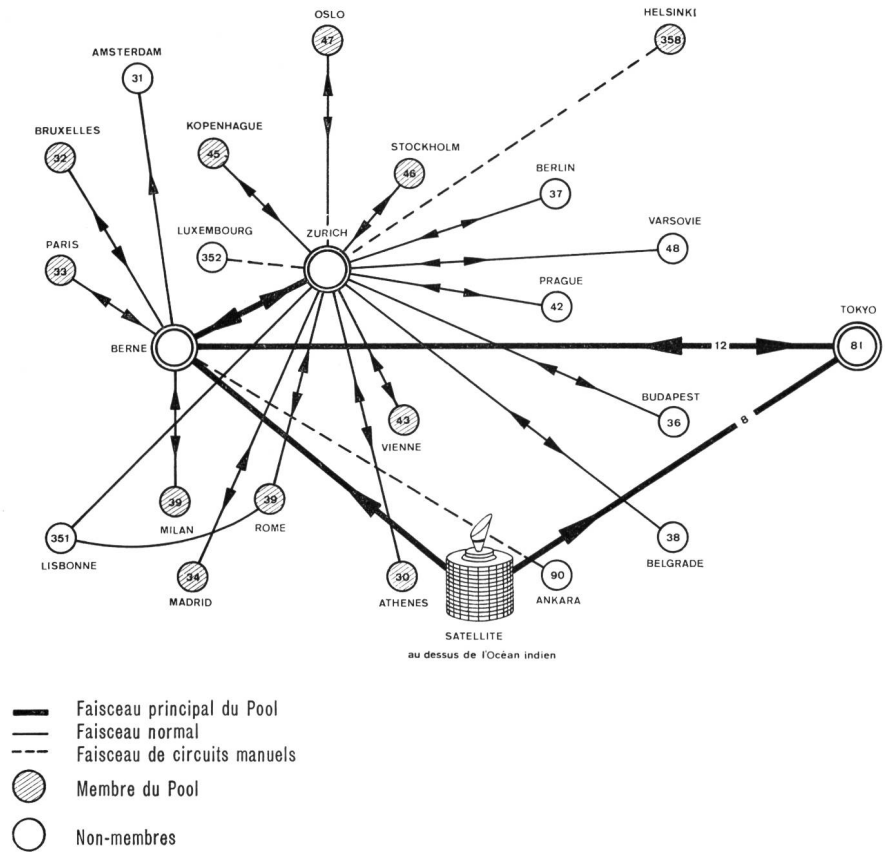 OSLO
47
HELSINKI
358
AMSTERDAM
31
BRUXELLES
32
KOPENHAGUE
45
STOCKHOLM
46
BERLIN
37
LUXEMBOURG
352
ZURICH
VARSOVIE
48
PARIS
33
PRAGUE
42
TOKYO
81
BERNE
12
BUDAPEST
36
8
43
VIENNE
39
MILAN
39
ROME
351
LISBONNE
38
BELGRADE
34
MADRID
30
ATHENES
90
ANKARA
SATELLITE
au dessus de l'Océan indien
Faisceau principal du Pool
Faisceau normal
Faisceau de circuits manuels
Membre du Pool
Non-membres